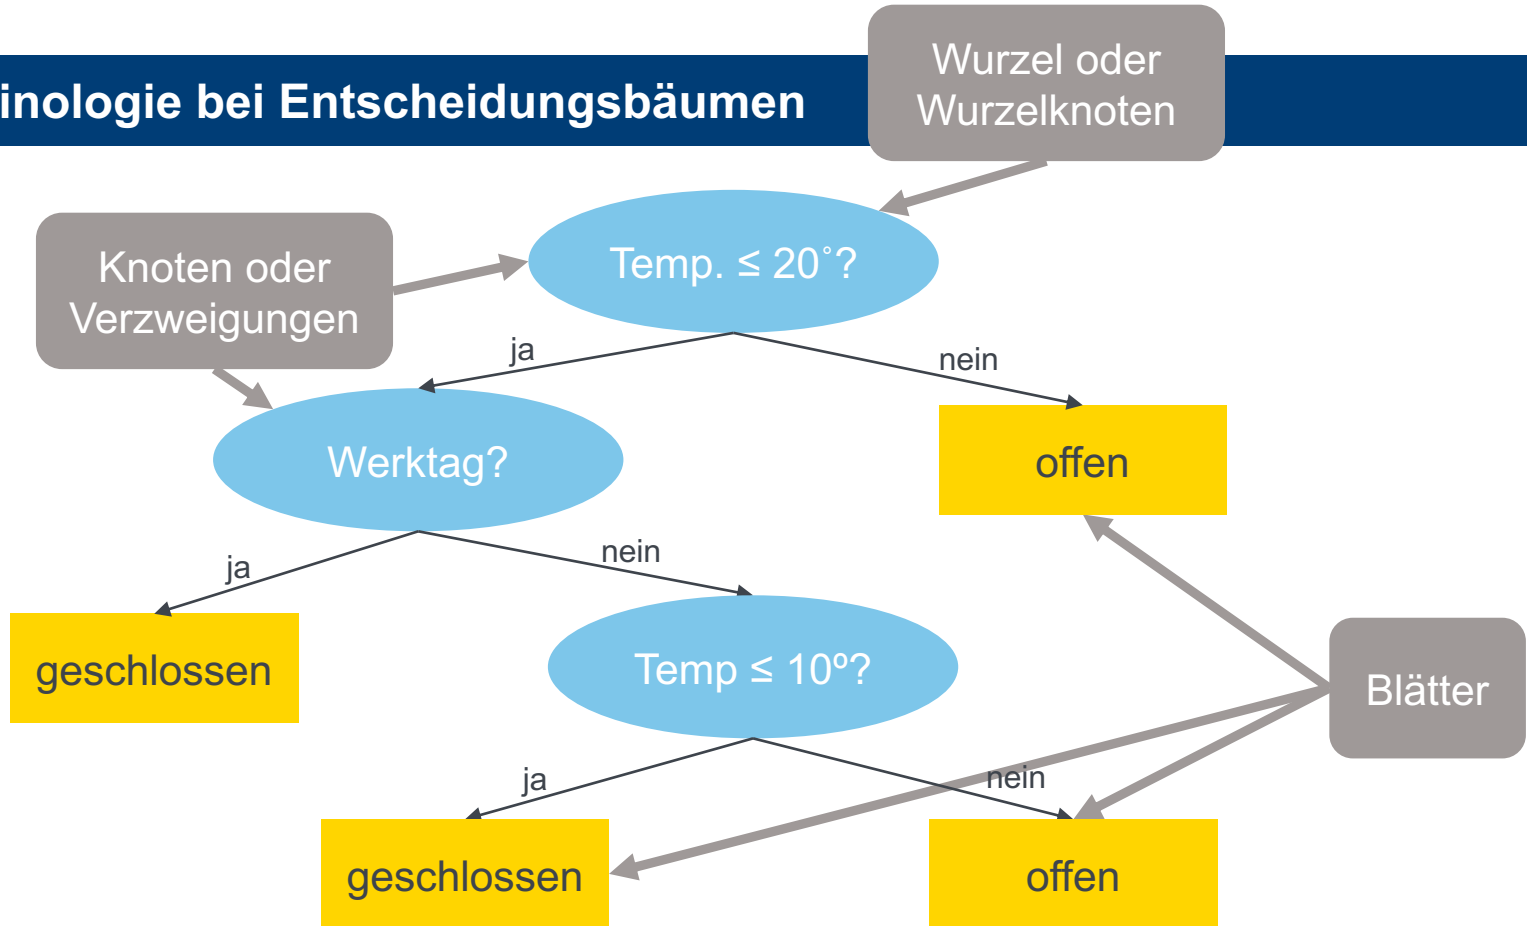 inologie bei Entscheidungsbäumen
Wurzel oder
Wurzelknoten
Knoten oder
Verzweigungen
Temp. ≤ 20˚?
ja
nein
Werktag?
offen
ja
nein
geschlossen
Temp ≤ 10º?
Blätter
ja
nein
geschlossen
offen